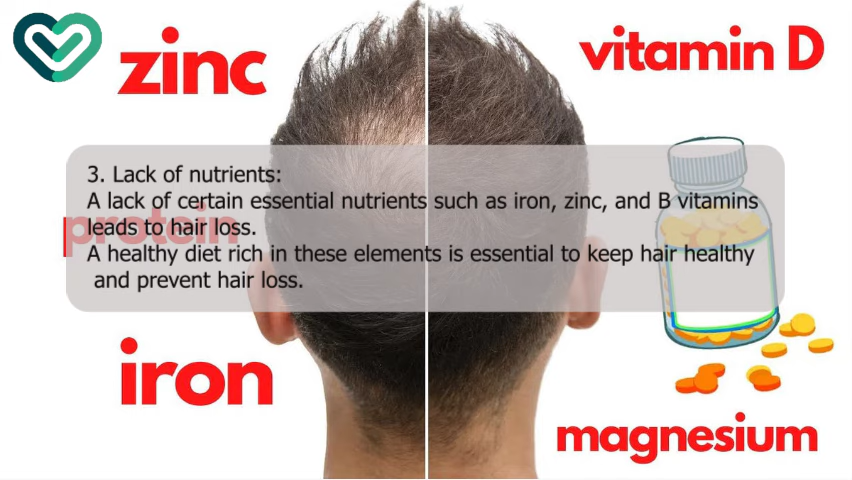 zinc
vitamin D
3. Lack of nutrients:
A lack of certain essential nutrients such as iron, zinc, and B vitamins
leads to hair loss.
protein
A healthy diet rich in these elements is essential to keep hair healthy
and prevent hair loss.
iron
magnesium